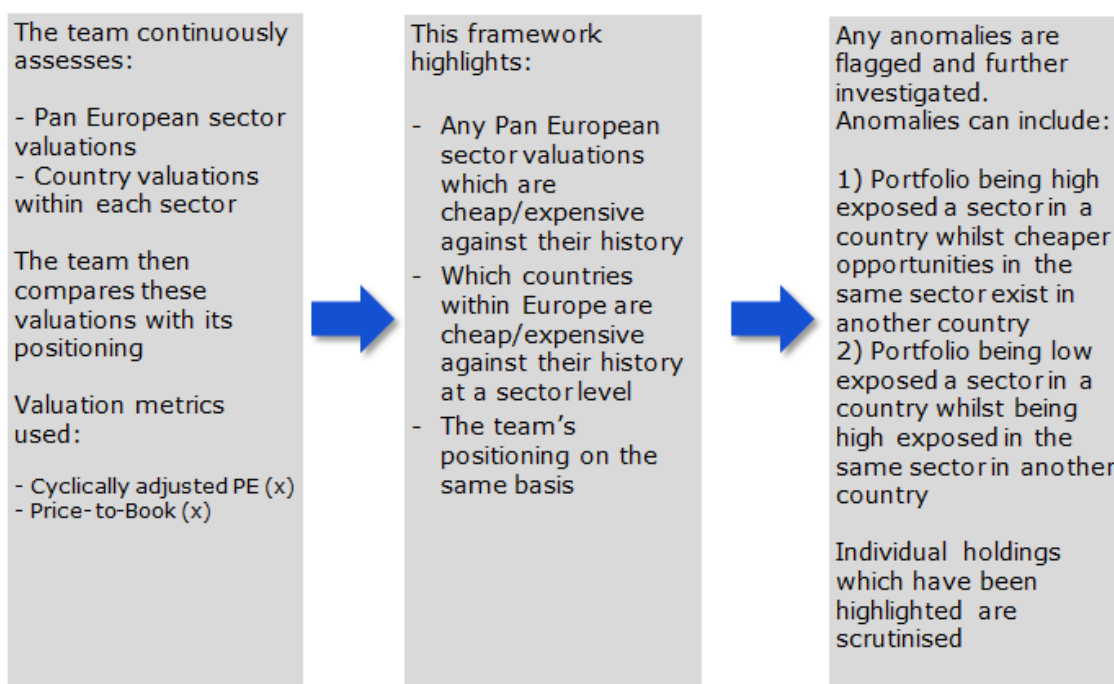 The team continuously
assesses:
- Pan European sector
valuations
- Country valuations
within each sector
The team then
compares these
valuations with its
positioning
Valuation metrics
used:
- Cyclically adjusted PE (x)
- Price-to-Book (x)
This framework
highlights:
- Any Pan European
sector valuations
which are
cheap/expensive
against their history
- Which countries
within Europe are
cheap/expensive
against their history
at a sector level
- The team's
positioning on the
same basis
Any anomalies are
flagged and further
investigated.
Anomalies can include:
1) Portfolio being high
exposed a sector in a
country whilst cheaper
opportunities in the
same sector exist in
another country
2) Portfolio being low
exposed a sector in a
country whilst being
high exposed in the
same sector in another
country
Individual holdings
which have been
highlighted are
scrutinised